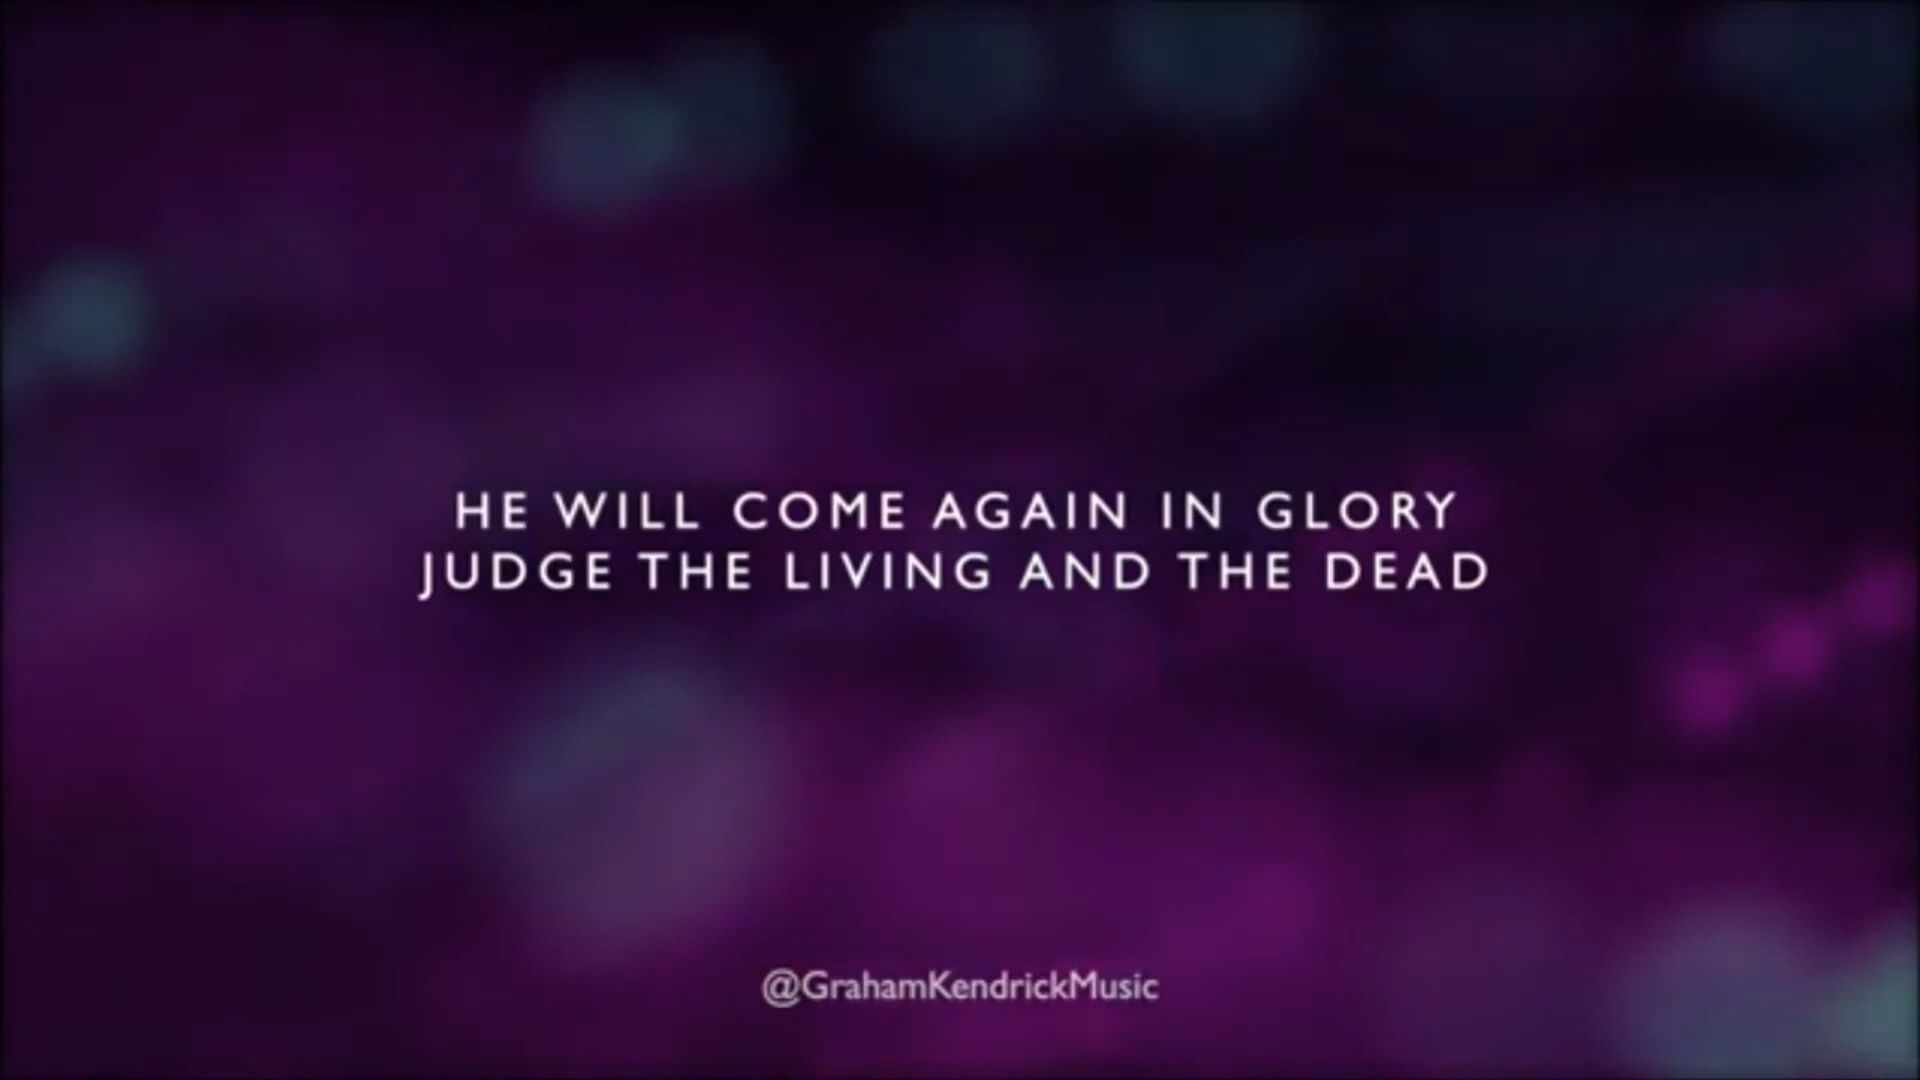 HE WILL COME AGAIN IN GLORY
JUDGE THE LIVING AND THE DEAD
@GrahamKendrickMusic